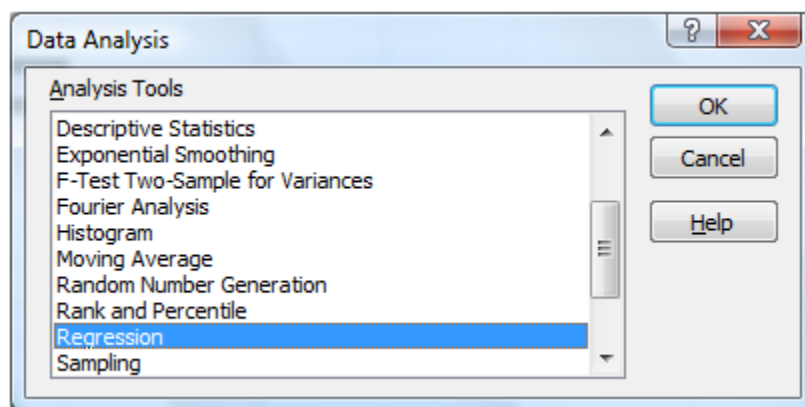 Data Analysis
Analysis Tools
Descriptive Statistics
Exponential Smoothing
F-Test Two-Sample for Variances
Fourier Analysis
Histogram
Moving Average
Random Number Generation
Rank and Percentile
Regression
Sampling
OK
Cancel
Help